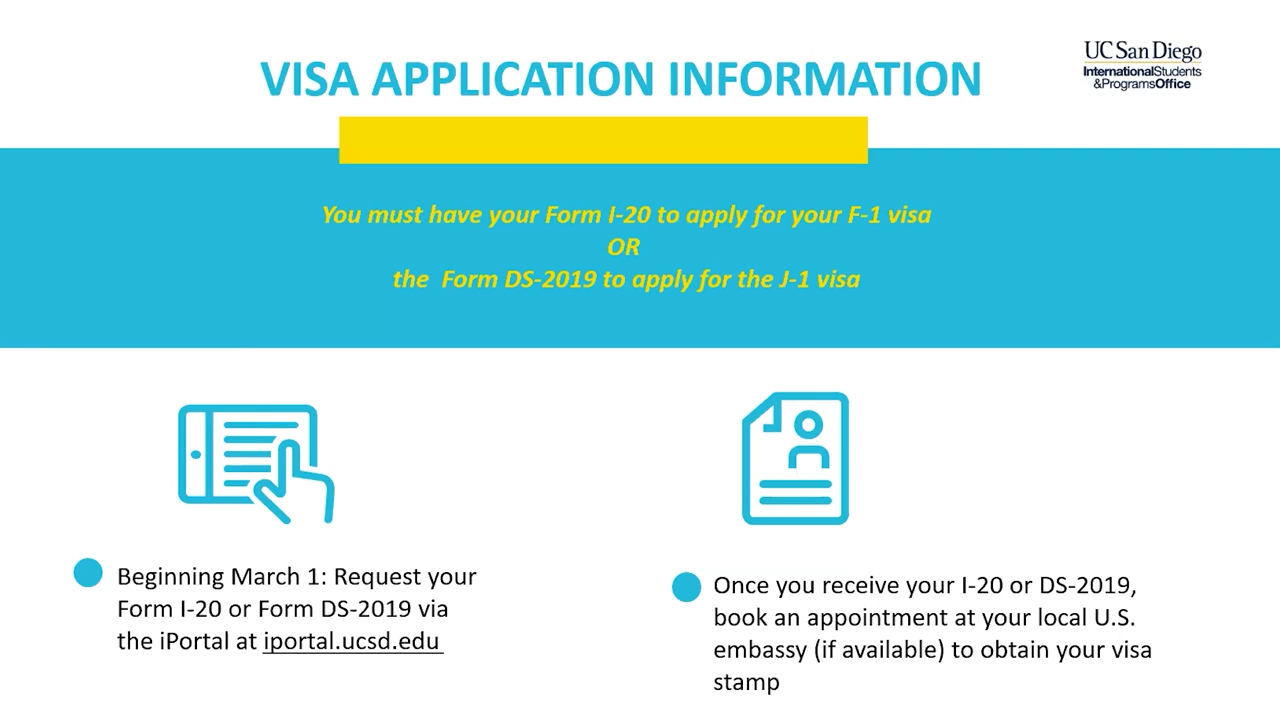 UC San Diego
InternationalStudents
&ProgramsOffice
VISA APPLICATION INFORMATION
You must have your Form I-20 to apply for your F-1 visa
OR
the Form DS-2019 to apply for the J-1 visa
Beginning March 1: Request your
Form I-20 or Form DS-2019 via
the iPortal at iportal.ucsd.edu
Once you receive your I-20 or DS-2019,
book an appointment at your local U.S.
embassy (if available) to obtain your visa
stamp